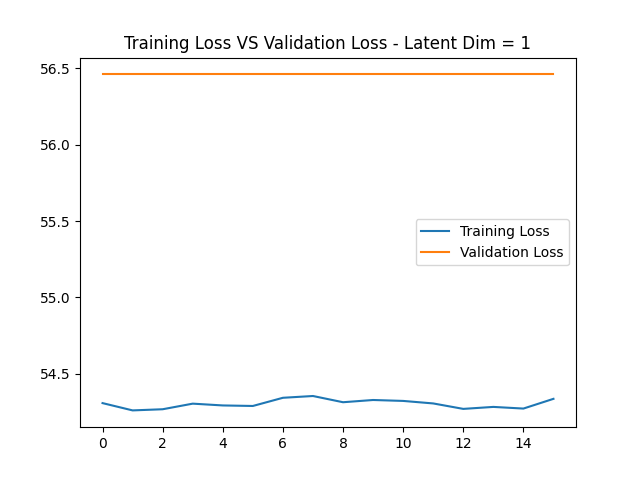 Training Loss VS Validation Loss - Latent Dim = 1
56.5
56.0
55.5
55.0
54.5
Training Loss
Validation Loss
0 2 4 6 8 10 12 14